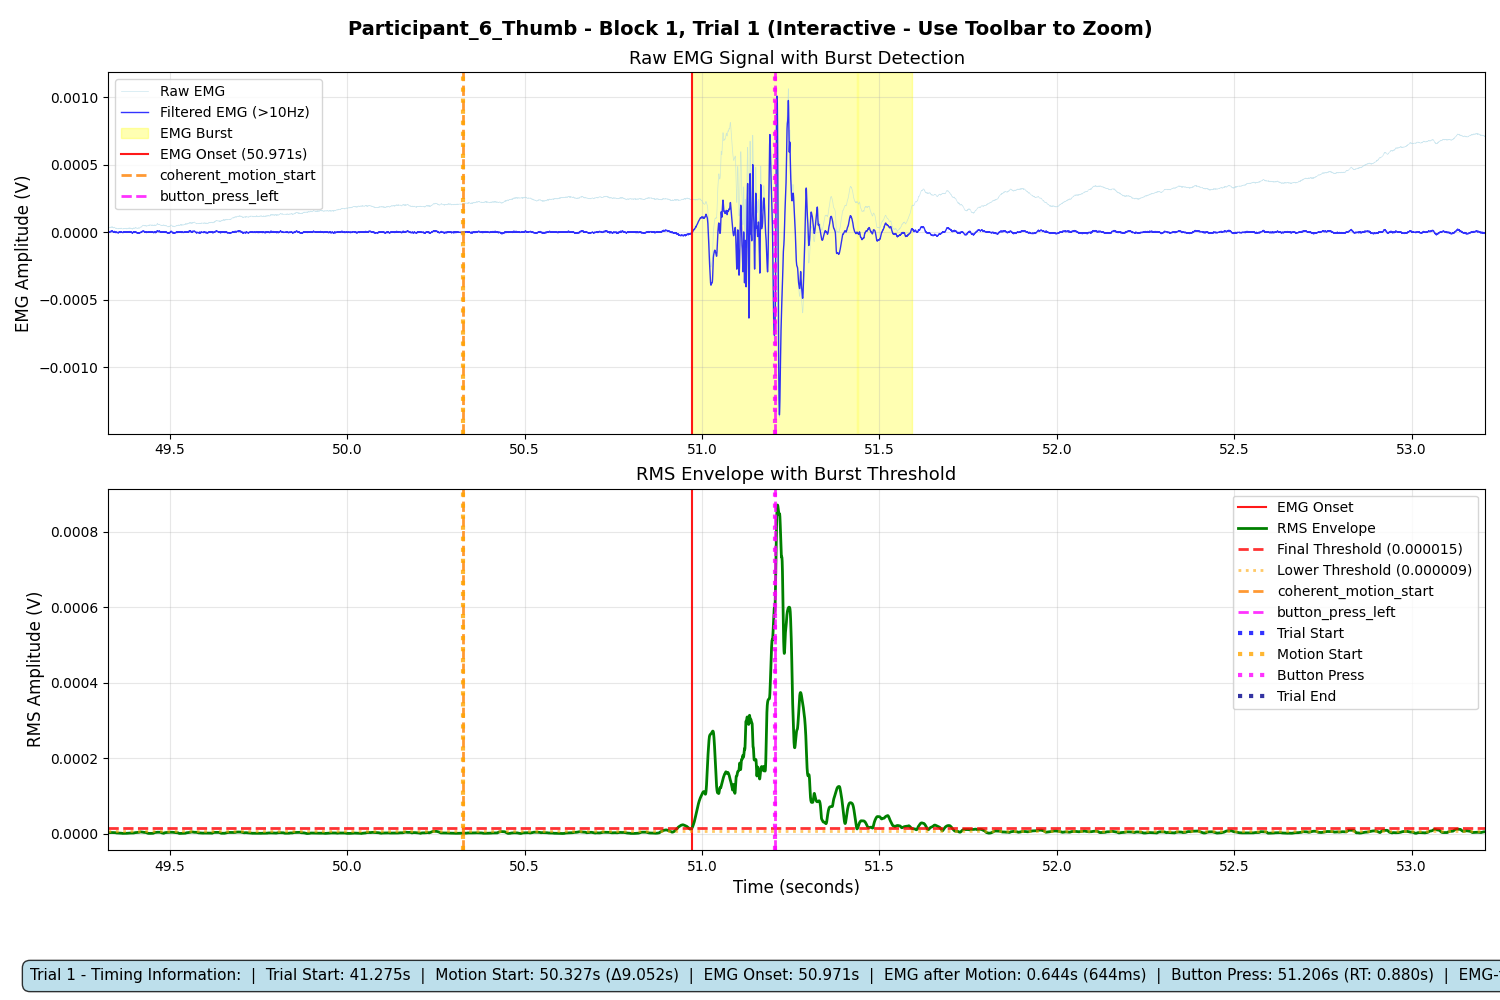 Participant_6_Thumb - Block 1, Trial 1 (Interactive - Use Toolbar to Zoom)
Raw EMG Signal with Burst Detection
Raw EMG
Filtered EMG (>10Hz)
EMG Burst
EMG Onset (50.971s)
coherent_motion_start
button_press_left
EMG Amplitude (V)
0.0010
0.0005
0.0000
−0.0005
−0.0010
49.5 50.0 50.5 51.0 51.5 52.0 52.5 53.0
RMS Envelope with Burst Threshold
EMG Onset
RMS Envelope
Final Threshold (0.000015)
Lower Threshold (0.000009)
coherent_motion_start
button_press_left
Trial Start
Motion Start
Button Press
Trial End
RMS Amplitude (V)
0.0008
0.0006
0.0004
0.0002
0.0000
49.5 50.0 50.5 51.0 51.5 52.0 52.5 53.0
Time (seconds)
Trial 1 - Timing Information: | Trial Start: 41.275s | Motion Start: 50.327s (Δ9.052s) | EMG Onset: 50.971s | EMG after Motion: 0.644s (644ms) | Button Press: 51.206s (RT: 0.880s) | EMG-